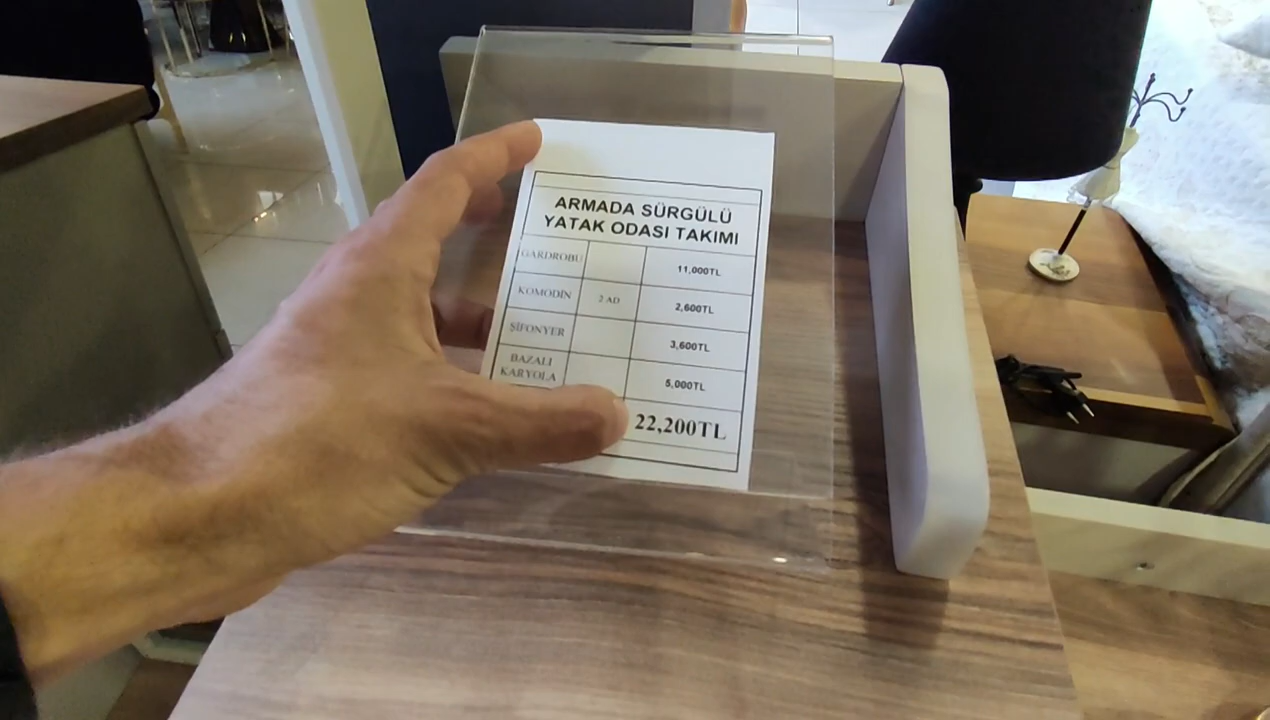 ARMADA SÜRGÜLÜ
YATAK ODASI TAKIMI
GARDROBU 11,000TL
KOMODİN 2 AD 2,600TL
ŞİFONYER 3,600TL
BAZALI
KARYOLA 5,000TL
22,200TL